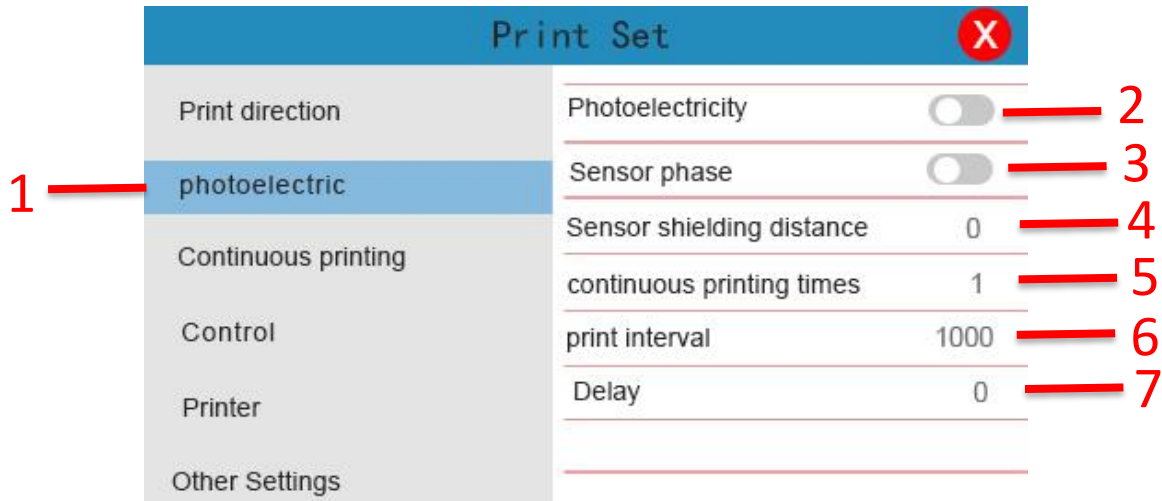 Print Set
X
Print direction
photoelectric
Continuous printing
Control
Printer
Other Settings
Photoelectricity
Sensor phase
Sensor shielding distance 0
continuous printing times 1
print interval 1000
Delay 0
1
2
3
4
5
6
7